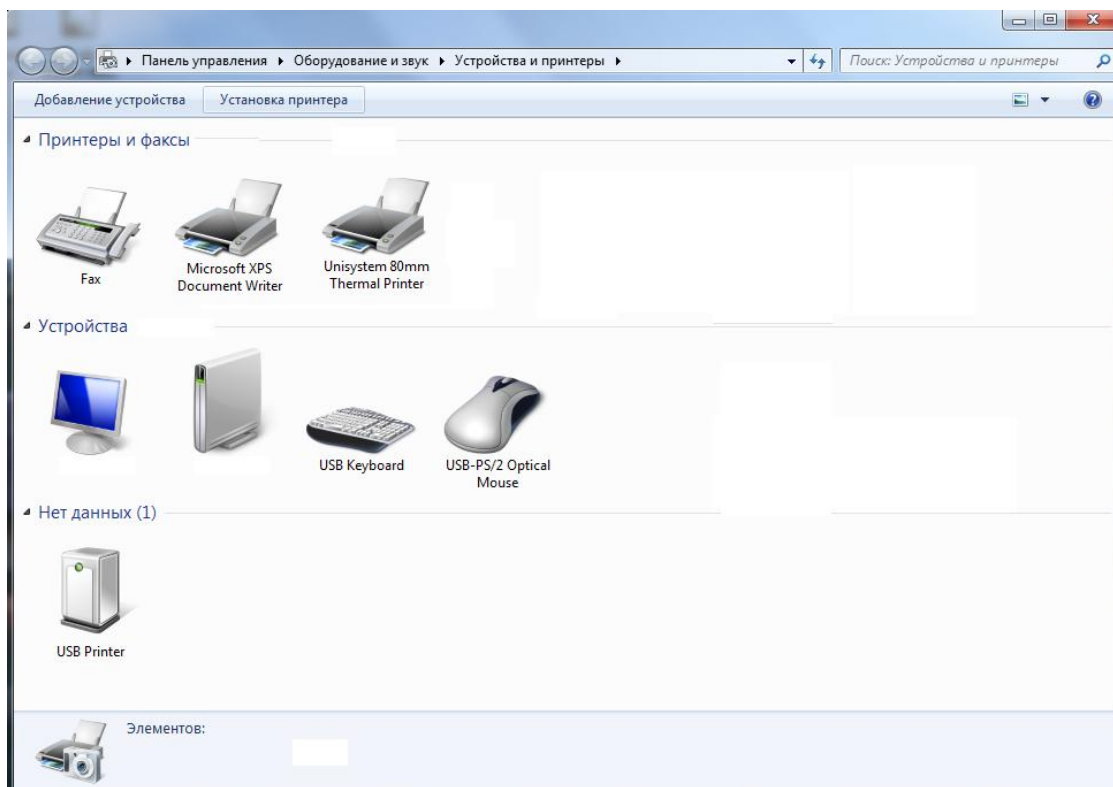 Панель управления ▸ Оборудование и звук ▸ Устройства и принтеры ▸
Поиск: Устройства и принтеры
Добавление устройства Установка принтера
Принтеры и факсы
Fax
Microsoft XPS
Document Writer
Unisystem 80mm
Thermal Printer
Устройства
USB Keyboard
USB-PS/2 Optical
Mouse
Нет данных (1)
USB Printer
Элементов: